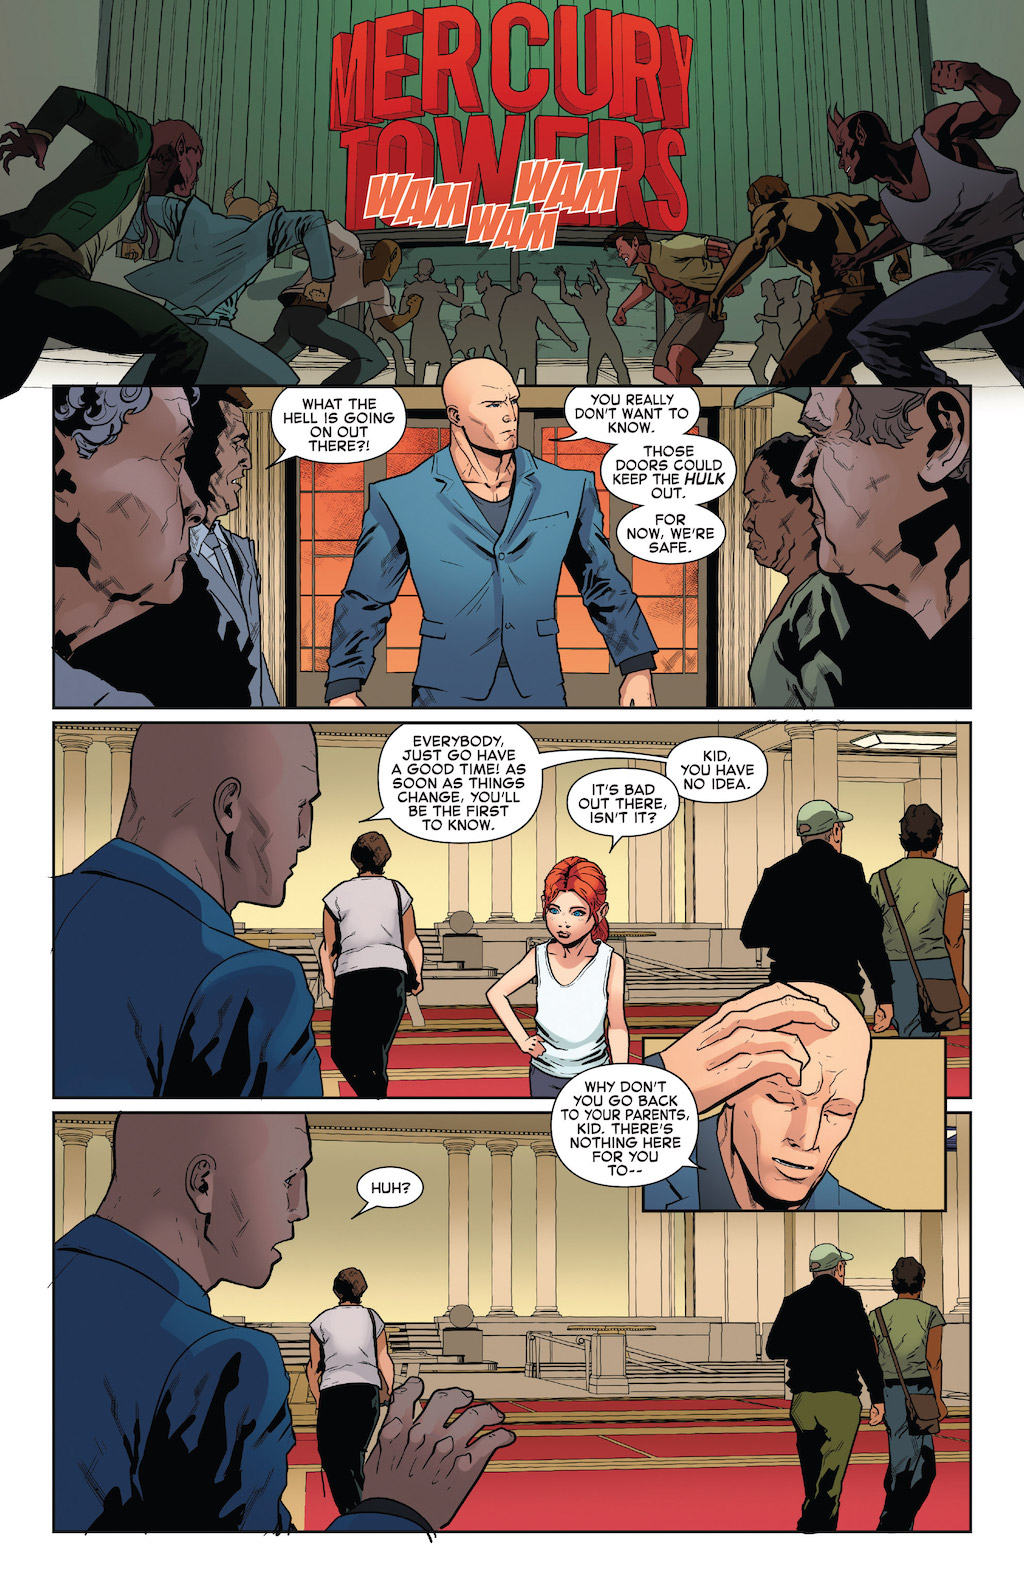 MERCURY
TOWERS
WAM
WAM
WAM
WHAT THE
HELL IS GOING
ON OUT
THERE?!
YOU REALLY
DON'T WANT TO
KNOW.
THOSE
DOORS COULD
KEEP THE HULK
OUT.
FOR
NOW, WE'RE
SAFE.
EVERYBODY,
JUST GO HAVE
A GOOD TIME! AS
SOON AS THINGS
CHANGE, YOU'LL
BE THE FIRST
TO KNOW.
IT'S BAD
OUT THERE,
ISN'T IT?
KID,
YOU HAVE
NO IDEA.
WHY DON'T
YOU GO BACK
TO YOUR PARENTS,
KID. THERE'S
NOTHING HERE
FOR YOU
TO--
HUH?